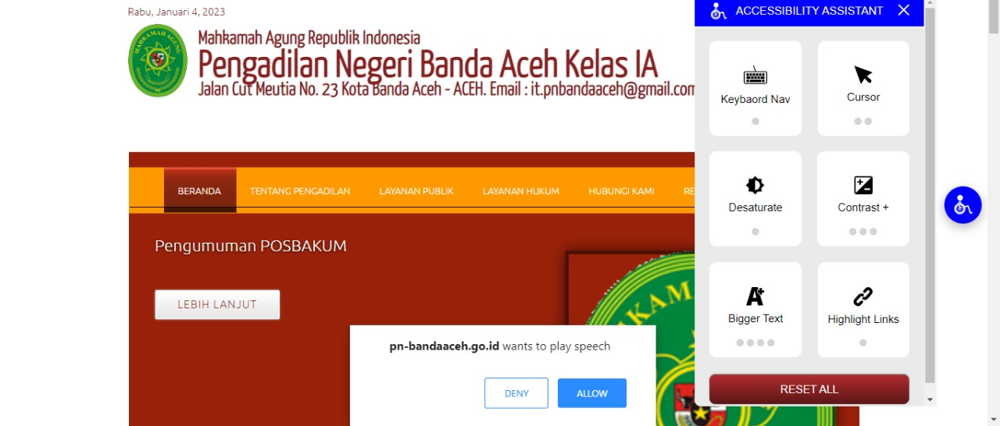 Rabu, Januari 4, 2023
MAHKAMAH AGUNG
Mahkamah Agung Republik Indonesia
Pengadilan Negeri Banda Aceh Kelas IA
Jalan Cut Meutia No. 23 Kota Banda Aceh - ACEH. Email : it.pnbandaaceh@gmail.com
BERANDA
TENTANG PENGADILAN
LAYANAN PUBLIK
LAYANAN HUKUM
HUBUNGI KAMI
RE
Pengumuman POSBAKUM
LEBIH LANJUT
pn-bandaaceh.go.id wants to play speech
DENY
ALLOW
ACCESSIBILITY ASSISTANT
Keybaord Nav
Cursor
Desaturate
Contrast +
Bigger Text
Highlight Links
RESET ALL